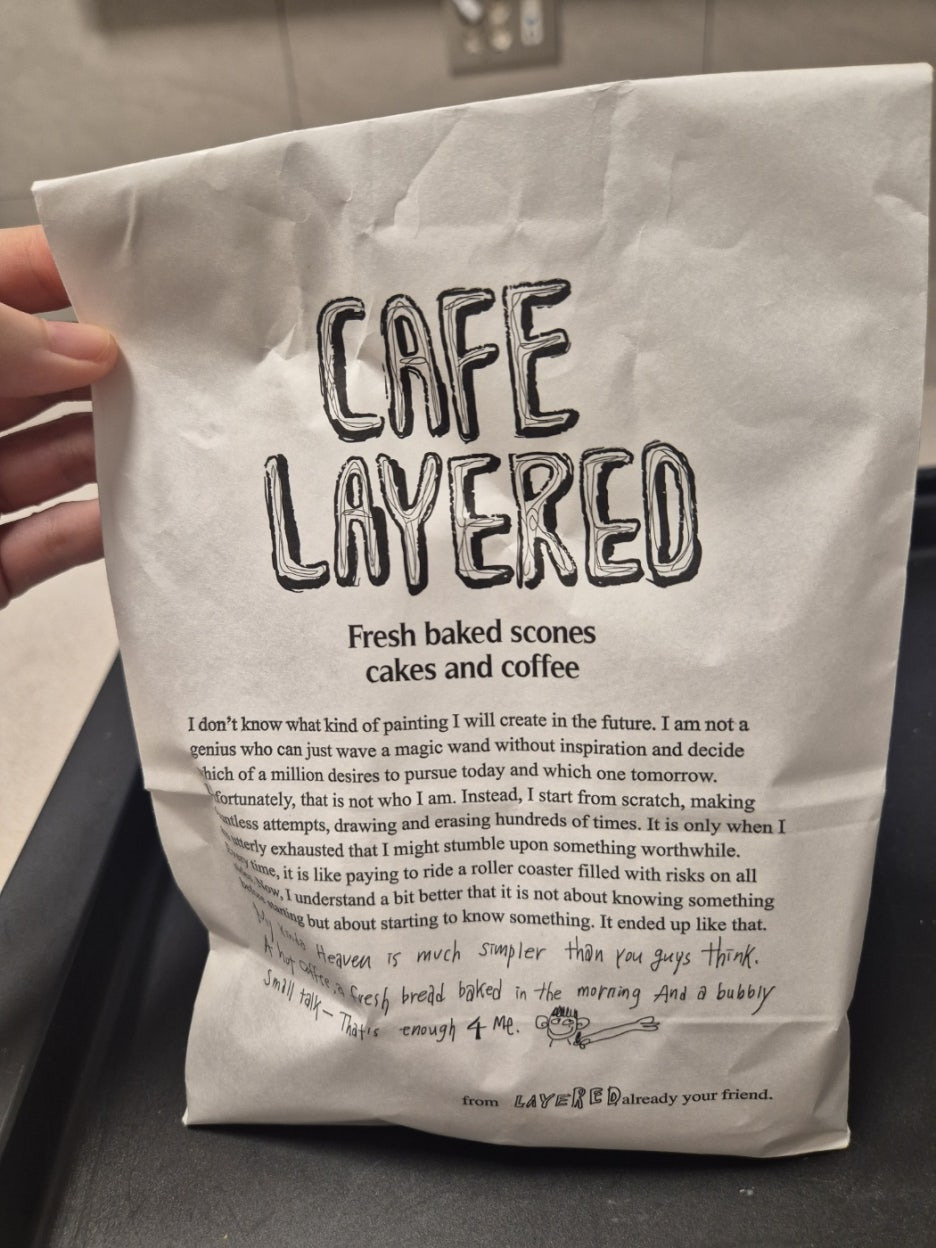 CAFE
LAYERED
Fresh baked scones
cakes and coffee
I don't know what kind of painting I will create in the future. I am not a
genius who can just wave a magic wand without inspiration and decide
which of a million desires to pursue today and which one tomorrow.
fortunately, that is not who I am. Instead, I start from scratch, making
attempts, drawing and erasing hundreds of times. It is only when I
utterly exhausted that I might stumble upon something worthwhile.
Every time, it is like paying to ride a roller coaster filled with risks on all
Now, I understand a bit better that it is not about knowing something
before starting but about starting to know something. It ended up like that.
My kinda Heaven is much simpler than you guys think.
A hot coffee, a fresh bread baked in the morning And a bubbly
small talk – That's enough 4 Me.
from LAYERED already your friend.